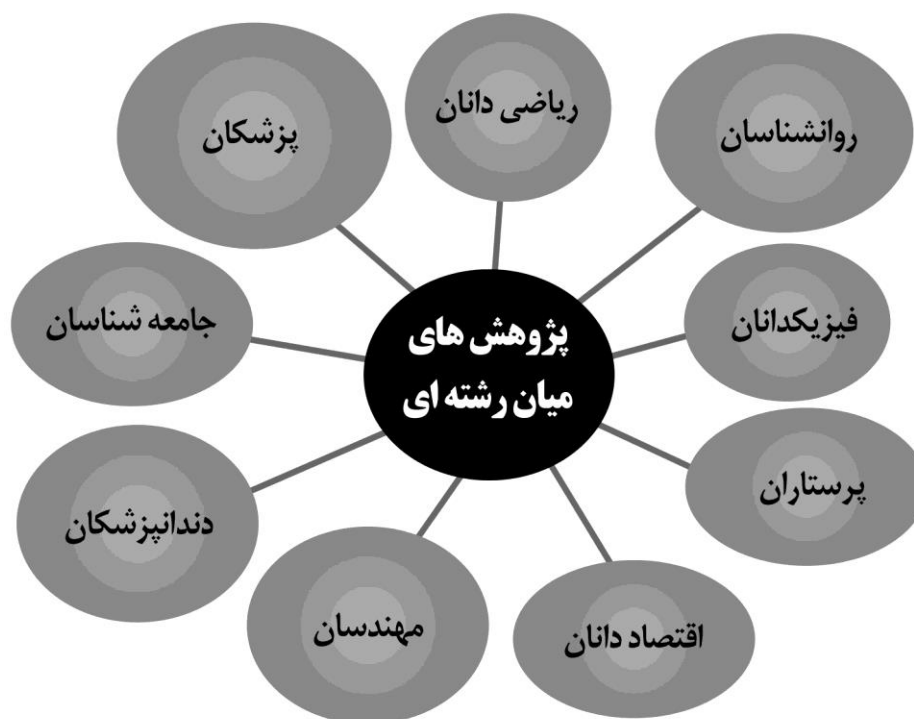 ریاضی دانان
روانشناسان
پزشکان
فیزیکدانان
جامعه شناسان
پژوهش های
میان رشته ای
پرستاران
دندانپزشکان
مهندسان
اقتصاد دانان